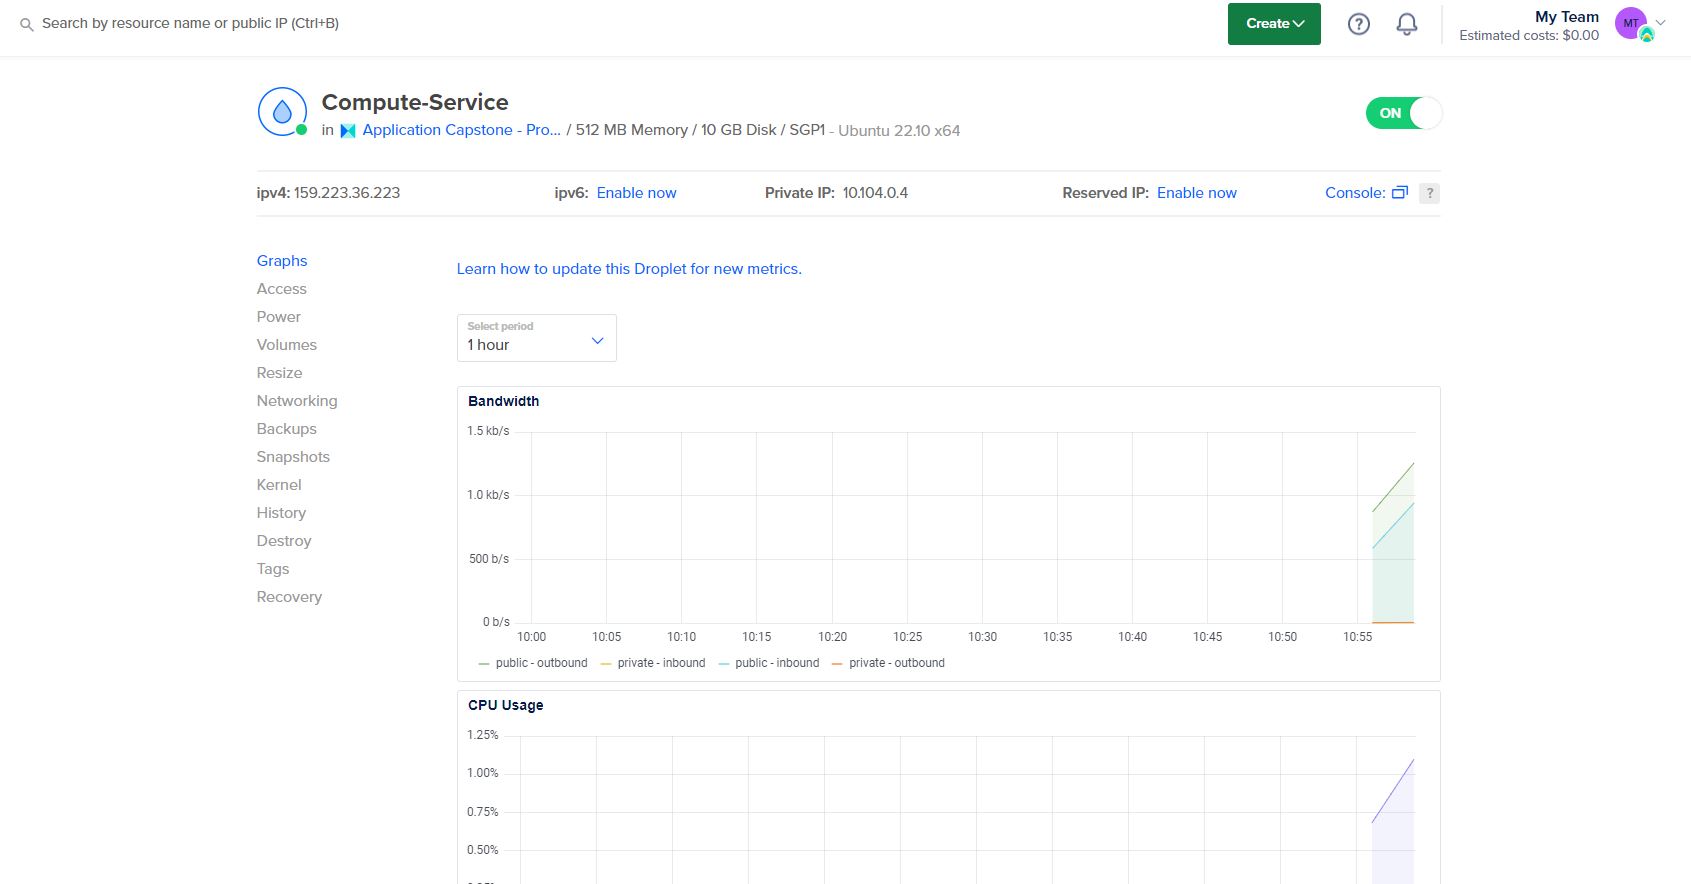 Search by resource name or public IP (Ctrl+B)
Create
?
My Team
Estimated costs: $0.00
MT
Compute-Service
in Application Capstone - Pro... / 512 MB Memory / 10 GB Disk / SGP1 - Ubuntu 22.10 x64
ON
ipv4: 159.223.36.223
ipv6: Enable now
Private IP: 10.104.0.4
Reserved IP: Enable now
Console: ?
Graphs
Access
Power
Volumes
Resize
Networking
Backups
Snapshots
Kernel
History
Destroy
Tags
Recovery
Learn how to update this Droplet for new metrics.
Select period
1 hour
Bandwidth
1.5 kb/s
1.0 kb/s
500 b/s
0 b/s
10:00 10:05 10:10 10:15 10:20 10:25 10:30 10:35 10:40 10:45 10:50 10:55
public - outbound private - inbound public - inbound private - outbound
CPU Usage
1.25%
1.00%
0.75%
0.50%